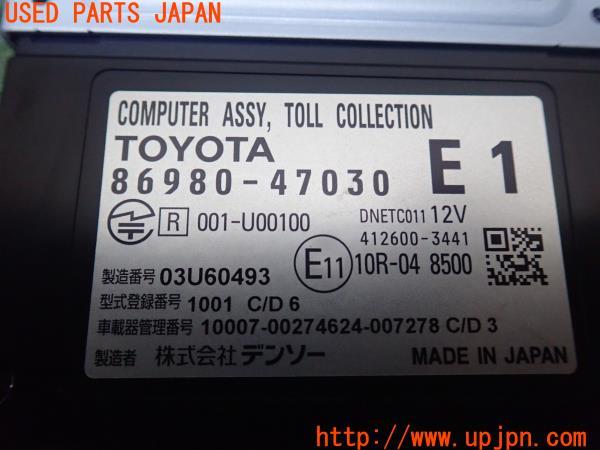 USED PARTS JAPAN
COMPUTER ASSY, TOLL COLLECTION
TOYOTA
86980-47030 E 1
R 001-U00100 DNETC011 12V
412600-3441
製造番号 03U60493 E11 10R-04 8500
型式登録番号 1001 C/D 6
車載器管理番号 10007-00274624-007278 C/D 3
製造者 株式会社 デンソー MADE IN JAPAN
USED PARTS JAPAN
http://www.upjpn.com/